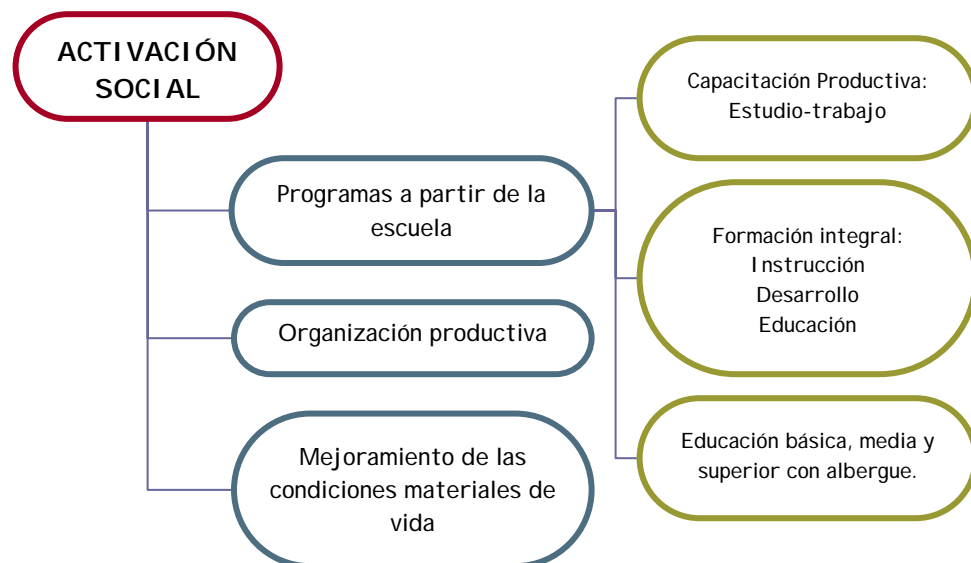 ACTIVACIÓN
SOCIAL
Programas a partir de la
escuela
Organización productiva
Mejoramiento de las
condiciones materiales de
vida
Capacitación Productiva:
Estudio-trabajo
Formación integral:
Instrucción
Desarrollo
Educación
Educación básica, media y
superior con albergue.